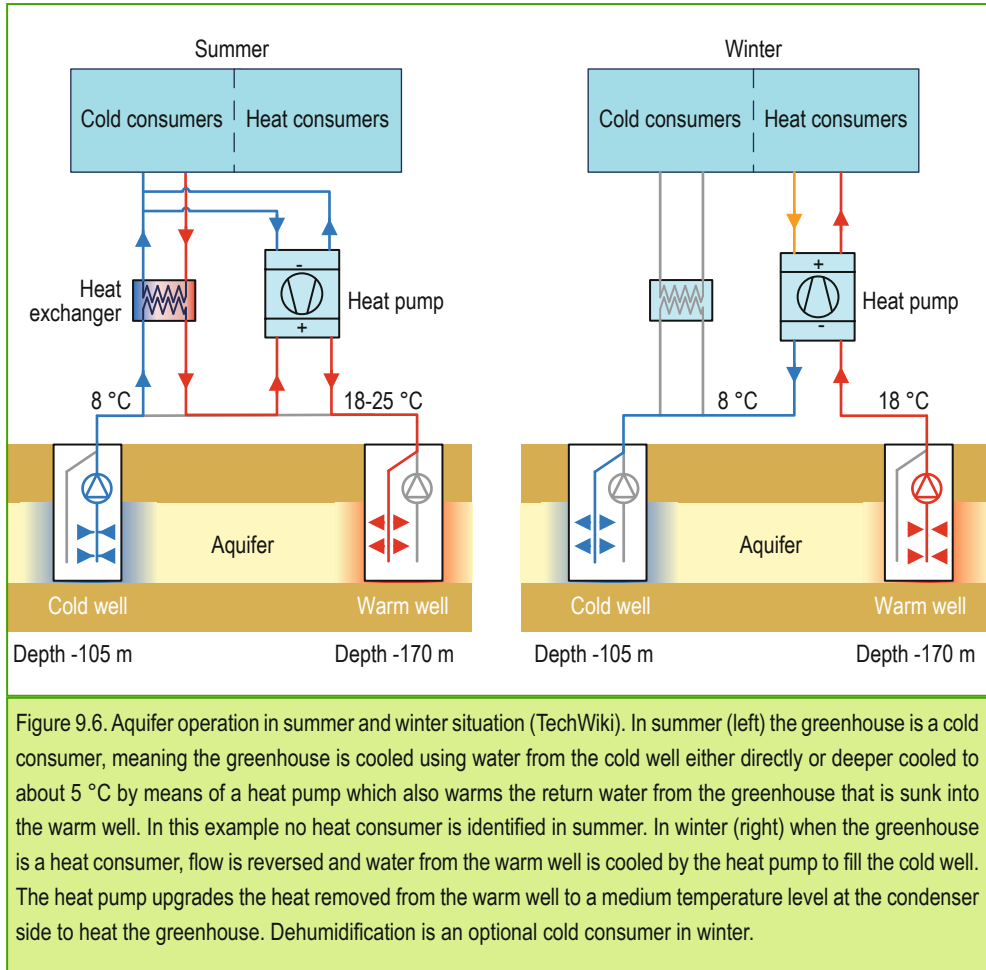 Summer
Cold consumers
Heat consumers
Heat exchanger
-
+
Heat pump
8 °C
18-25 °C
Aquifer
Cold well
Warm well
Depth -105 m
Depth -170 m
Winter
Cold consumers
Heat consumers
+
-
Heat pump
8 °C
18 °C
Aquifer
Cold well
Warm well
Depth -105 m
Depth -170 m
Figure 9.6. Aquifer operation in summer and winter situation (TechWiki). In summer (left) the greenhouse is a cold
consumer, meaning the greenhouse is cooled using water from the cold well either directly or deeper cooled to
about 5 °C by means of a heat pump which also warms the return water from the greenhouse that is sunk into
the warm well. In this example no heat consumer is identified in summer. In winter (right) when the greenhouse
is a heat consumer, flow is reversed and water from the warm well is cooled by the heat pump to fill the cold well.
The heat pump upgrades the heat removed from the warm well to a medium temperature level at the condenser
side to heat the greenhouse. Dehumidification is an optional cold consumer in winter.